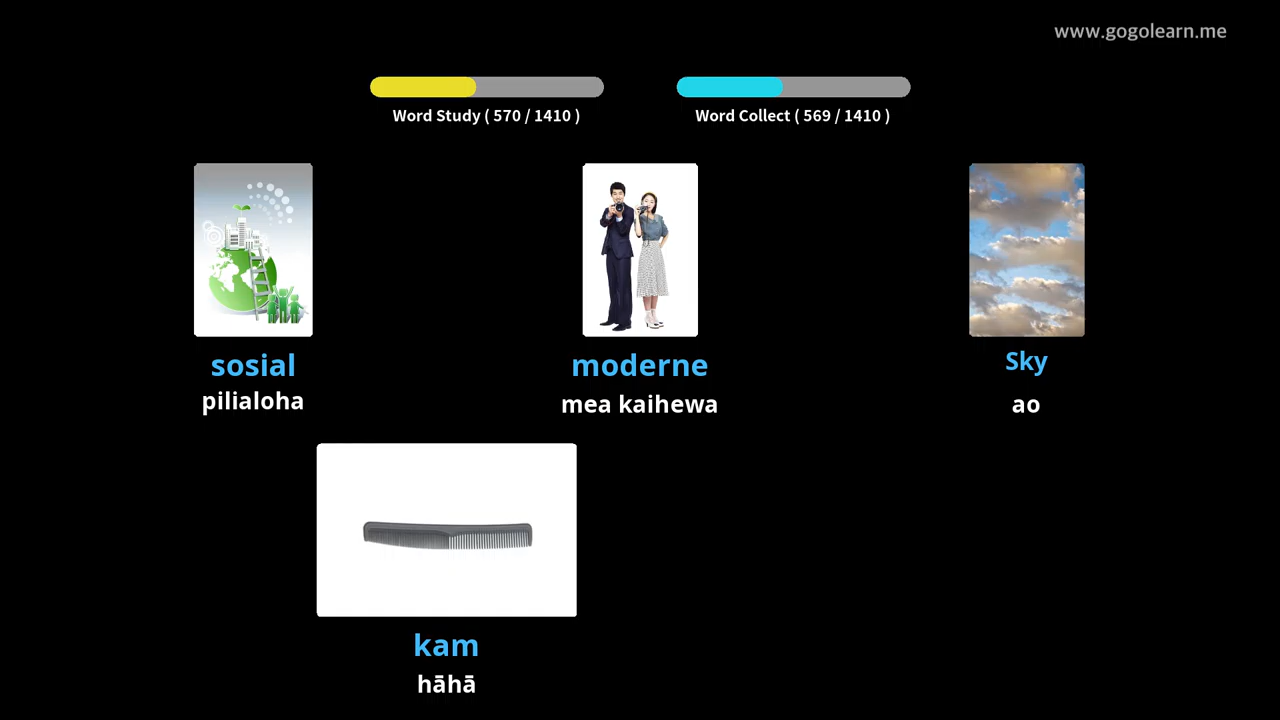 www.gogolearn.me
Word Study ( 570 / 1410 )
Word Collect ( 569 / 1410 )
sosial
pilialoha
moderne
mea kaihewa
Sky
ao
kam
hāhā